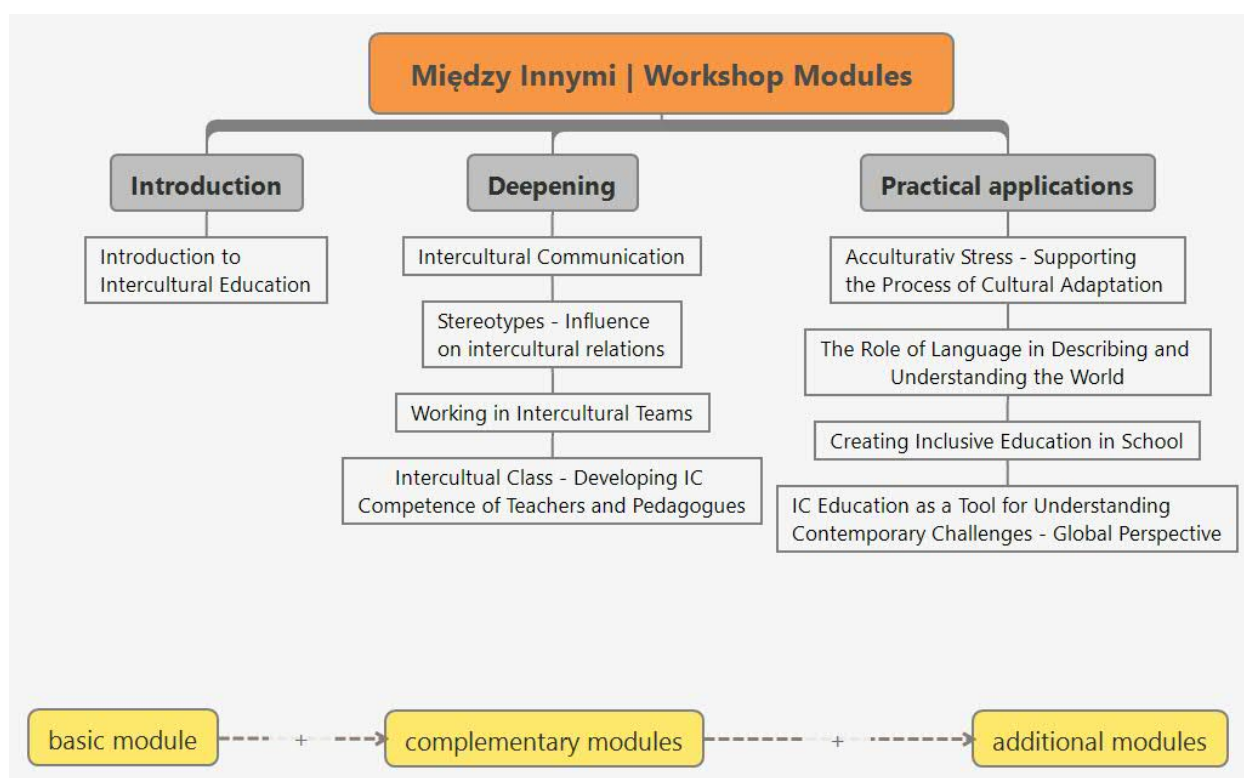 Między Innymi | Workshop Modules
Introduction
Introduction to
Intercultural Education
Deepening
Intercultural Communication
Stereotypes - Influence
on intercultural relations
Working in Intercultural Teams
Intercultual Class - Developing IC
Competence of Teachers and Pedagogues
Practical applications
Acculturativ Stress - Supporting
the Process of Cultural Adaptation
The Role of Language in Describing and
Understanding the World
Creating Inclusive Education in School
IC Education as a Tool for Understanding
Contemporary Challenges - Global Perspective
basic module + complementary modules + additional modules